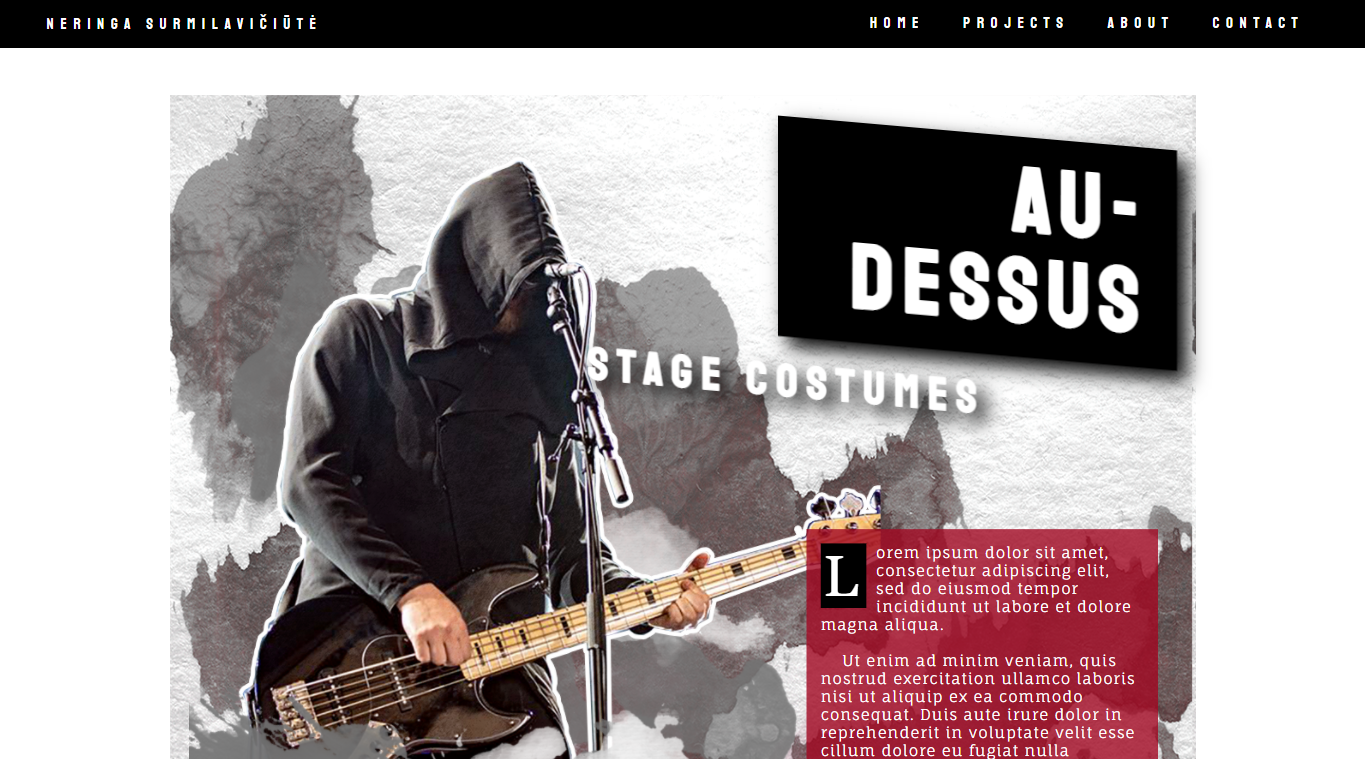 NERINGA SURMILAVIČIŪTĖ
HOME PROJECTS ABOUT CONTACT
AU-
DESSUS
STAGE COSTUMES
Lorem ipsum dolor sit amet,
consectetur adipiscing elit,
sed do eiusmod tempor
incididunt ut labore et dolore
magna aliqua.
Ut enim ad minim veniam, quis
nostrud exercitation ullamco laboris
nisi ut aliquip ex ea commodo
consequat. Duis aute irure dolor in
reprehenderit in voluptate velit esse
cillum dolore eu fugiat nulla